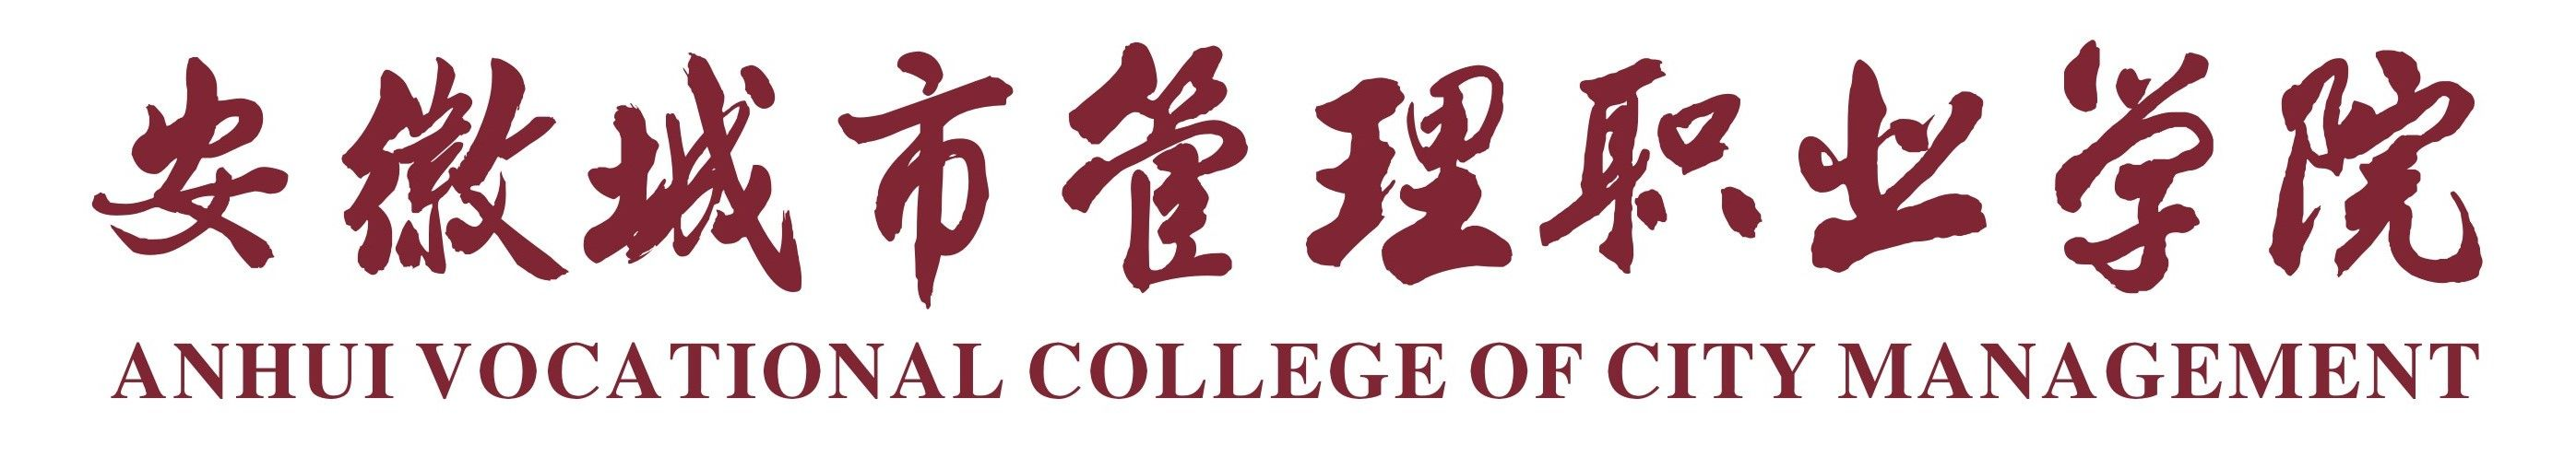 安徽城市管理职业学院
ANHUI VOCATIONAL COLLEGE OF CITY MANAGEMENT